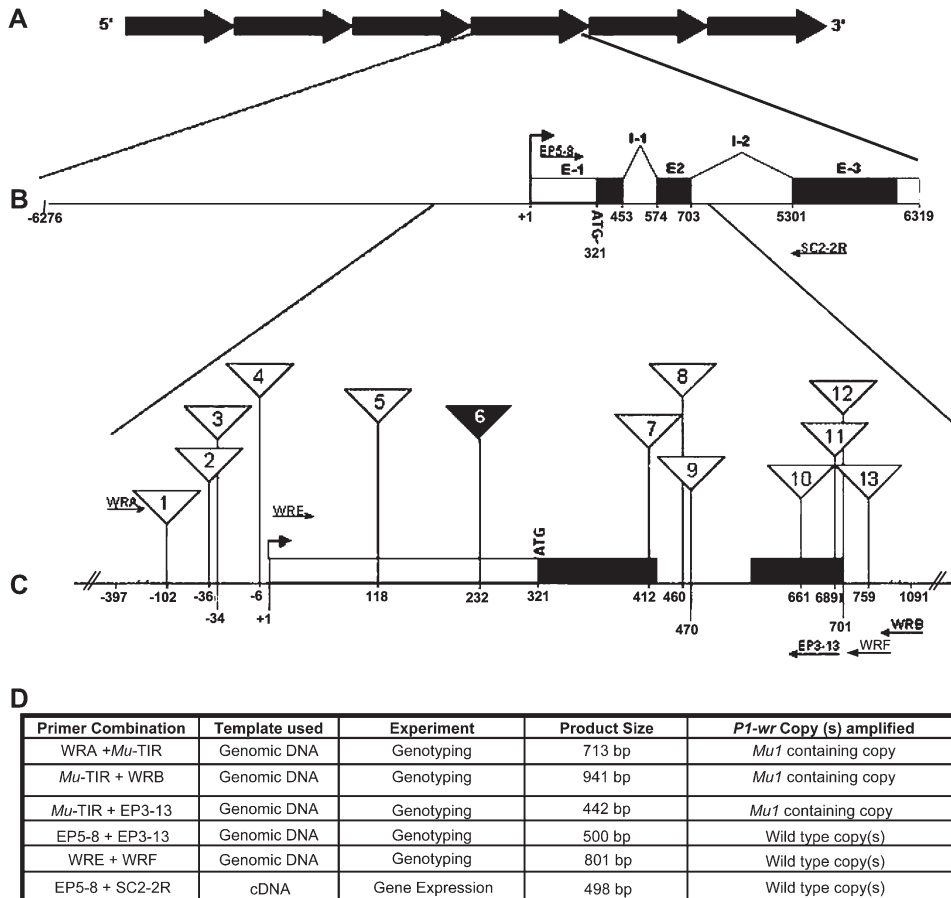 A
5'
3'
I-1
I-2
EP5-8
E-1
E2
E-3
B
-6276
+1
ATG
321
453
574
703
5301
6319
SC2-2R
4
8
12
3
5
6
7
11
2
9
10
13
1
WRA
WRE
ATG
C
-397
-102
-36
-34
-6
+1
118
232
321
412
460
470
661
689
701
759
1091
WRB
EP3-13
WRF
D
Primer Combination Template used Experiment Product Size P1-wr Copy (s) amplified
WRA +Mu-TIR Genomic DNA Genotyping 713 bp Mu1 containing copy
Mu-TIR + WRB Genomic DNA Genotyping 941 bp Mu1 containing copy
Mu-TIR + EP3-13 Genomic DNA Genotyping 442 bp Mu1 containing copy
EP5-8 + EP3-13 Genomic DNA Genotyping 500 bp Wild type copy(s)
WRE + WRF Genomic DNA Genotyping 801 bp Wild type copy(s)
EP5-8 + SC2-2R cDNA Gene Expression 498 bp Wild type copy(s)